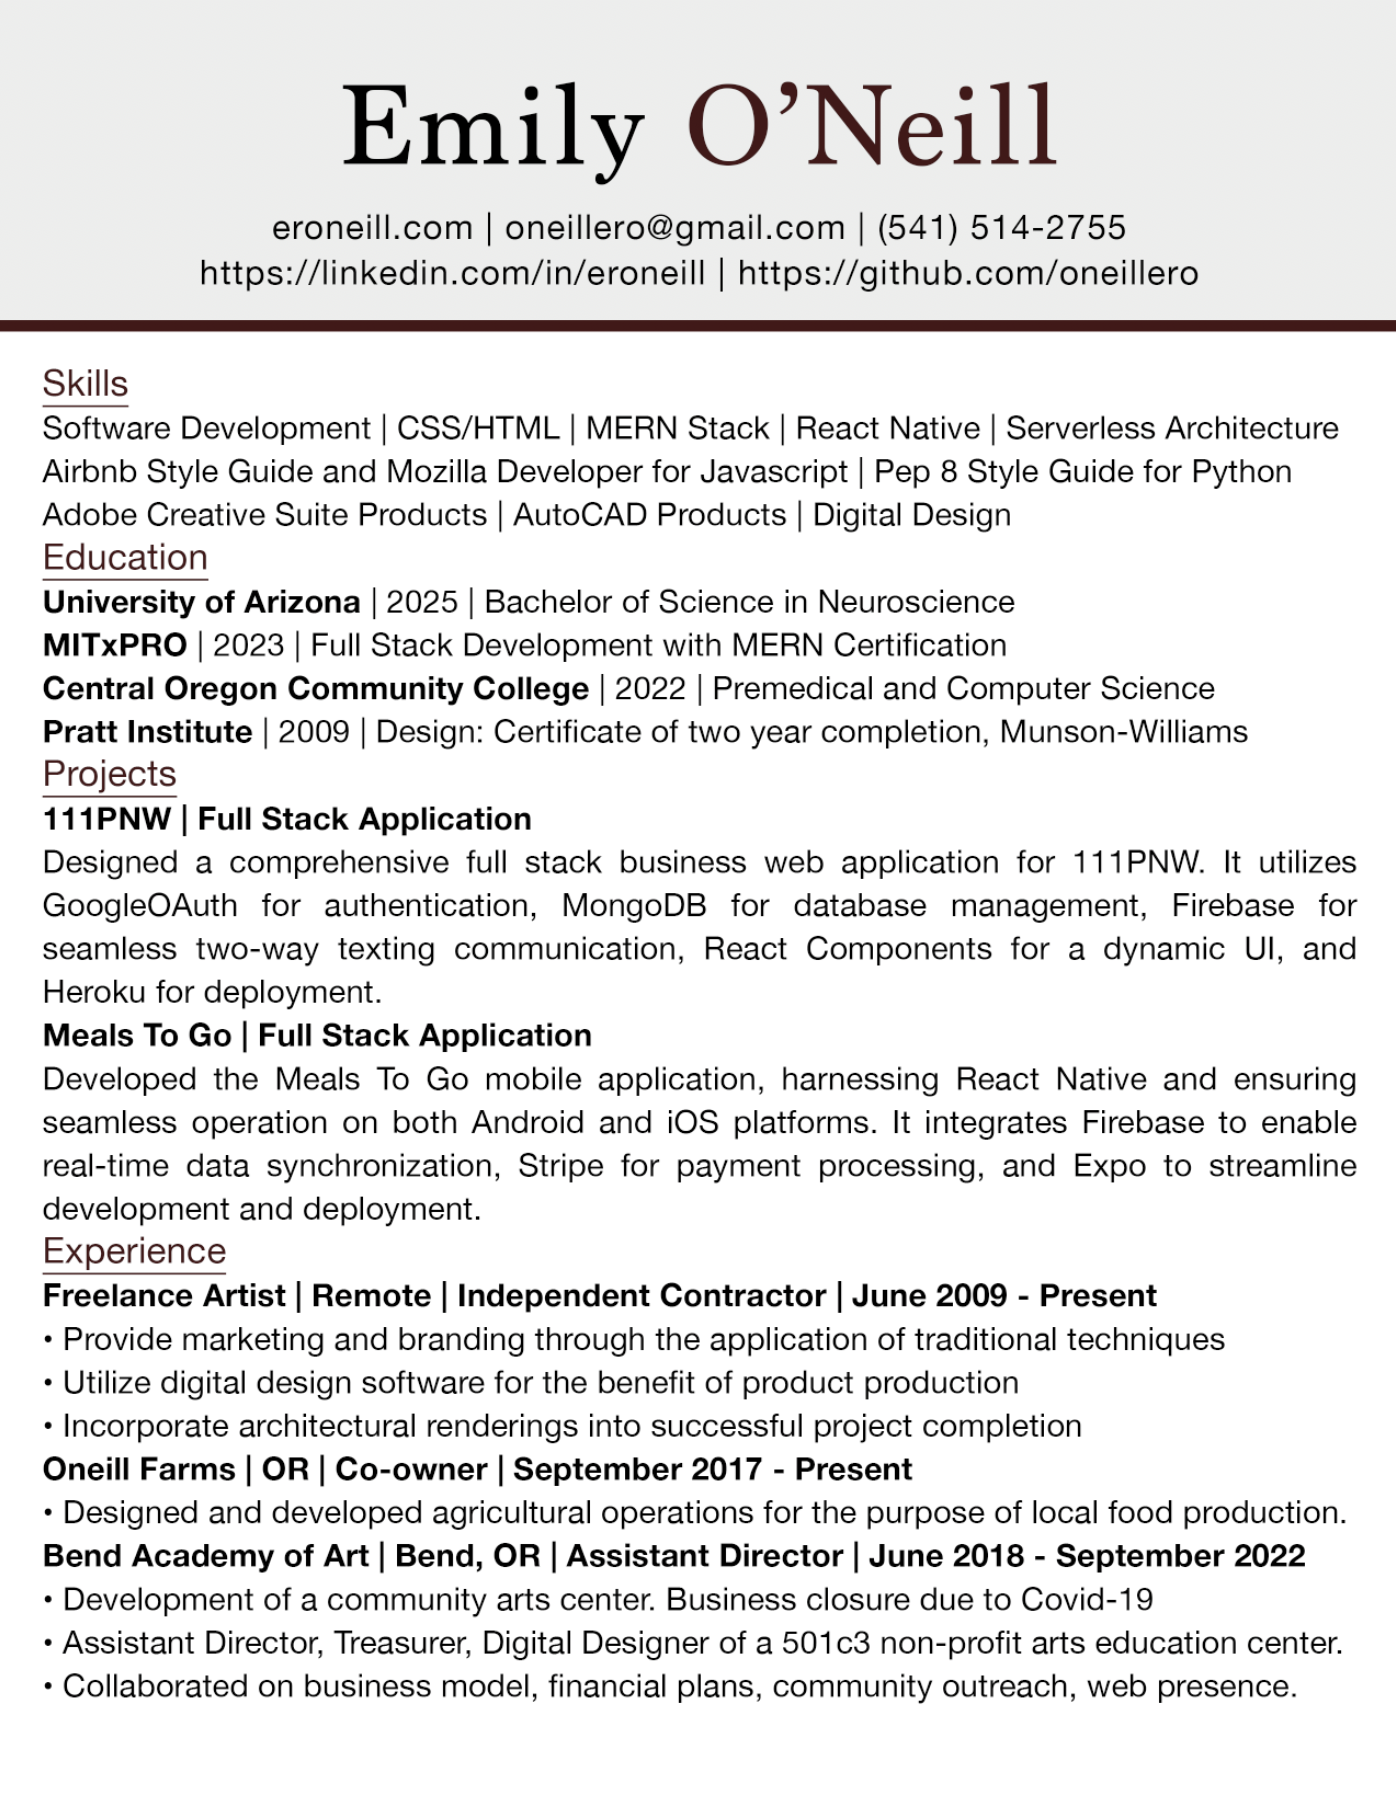 Emily O’Neill
eroneill.com | oneillero@gmail.com | (541) 514-2755
https://linkedin.com/in/eroneill | https://github.com/oneillero
Skills
Software Development | CSS/HTML | MERN Stack | React Native | Serverless Architecture
Airbnb Style Guide and Mozilla Developer for Javascript | Pep 8 Style Guide for Python
Adobe Creative Suite Products | AutoCAD Products | Digital Design
Education
University of Arizona | 2025 | Bachelor of Science in Neuroscience
MITxPRO | 2023 | Full Stack Development with MERN Certification
Central Oregon Community College | 2022 | Premedical and Computer Science
Pratt Institute | 2009 | Design: Certificate of two year completion, Munson-Williams
Projects
111PNW | Full Stack Application
Designed a comprehensive full stack business web application for 111PNW. It utilizes
GoogleOAuth for authentication, MongoDB for database management, Firebase for
seamless two-way texting communication, React Components for a dynamic UI, and
Heroku for deployment.
Meals To Go | Full Stack Application
Developed the Meals To Go mobile application, harnessing React Native and ensuring
seamless operation on both Android and iOS platforms. It integrates Firebase to enable
real-time data synchronization, Stripe for payment processing, and Expo to streamline
development and deployment.
Experience
Freelance Artist | Remote | Independent Contractor | June 2009 - Present
• Provide marketing and branding through the application of traditional techniques
• Utilize digital design software for the benefit of product production
• Incorporate architectural renderings into successful project completion
Oneill Farms | OR | Co-owner | September 2017 - Present
• Designed and developed agricultural operations for the purpose of local food production.
Bend Academy of Art | Bend, OR | Assistant Director | June 2018 - September 2022
• Development of a community arts center. Business closure due to Covid-19
• Assistant Director, Treasurer, Digital Designer of a 501c3 non-profit arts education center.
• Collaborated on business model, financial plans, community outreach, web presence.